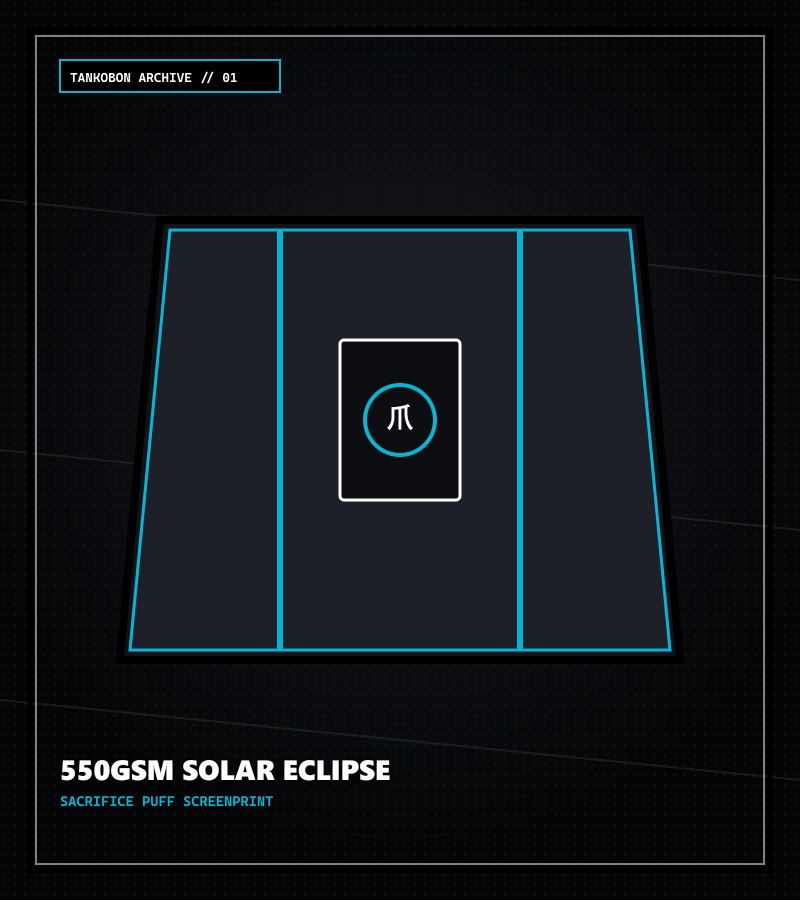 TANKOBON ARCHIVE // 01
爪
550GSM SOLAR ECLIPSE
SACRIFICE PUFF SCREENPRINT